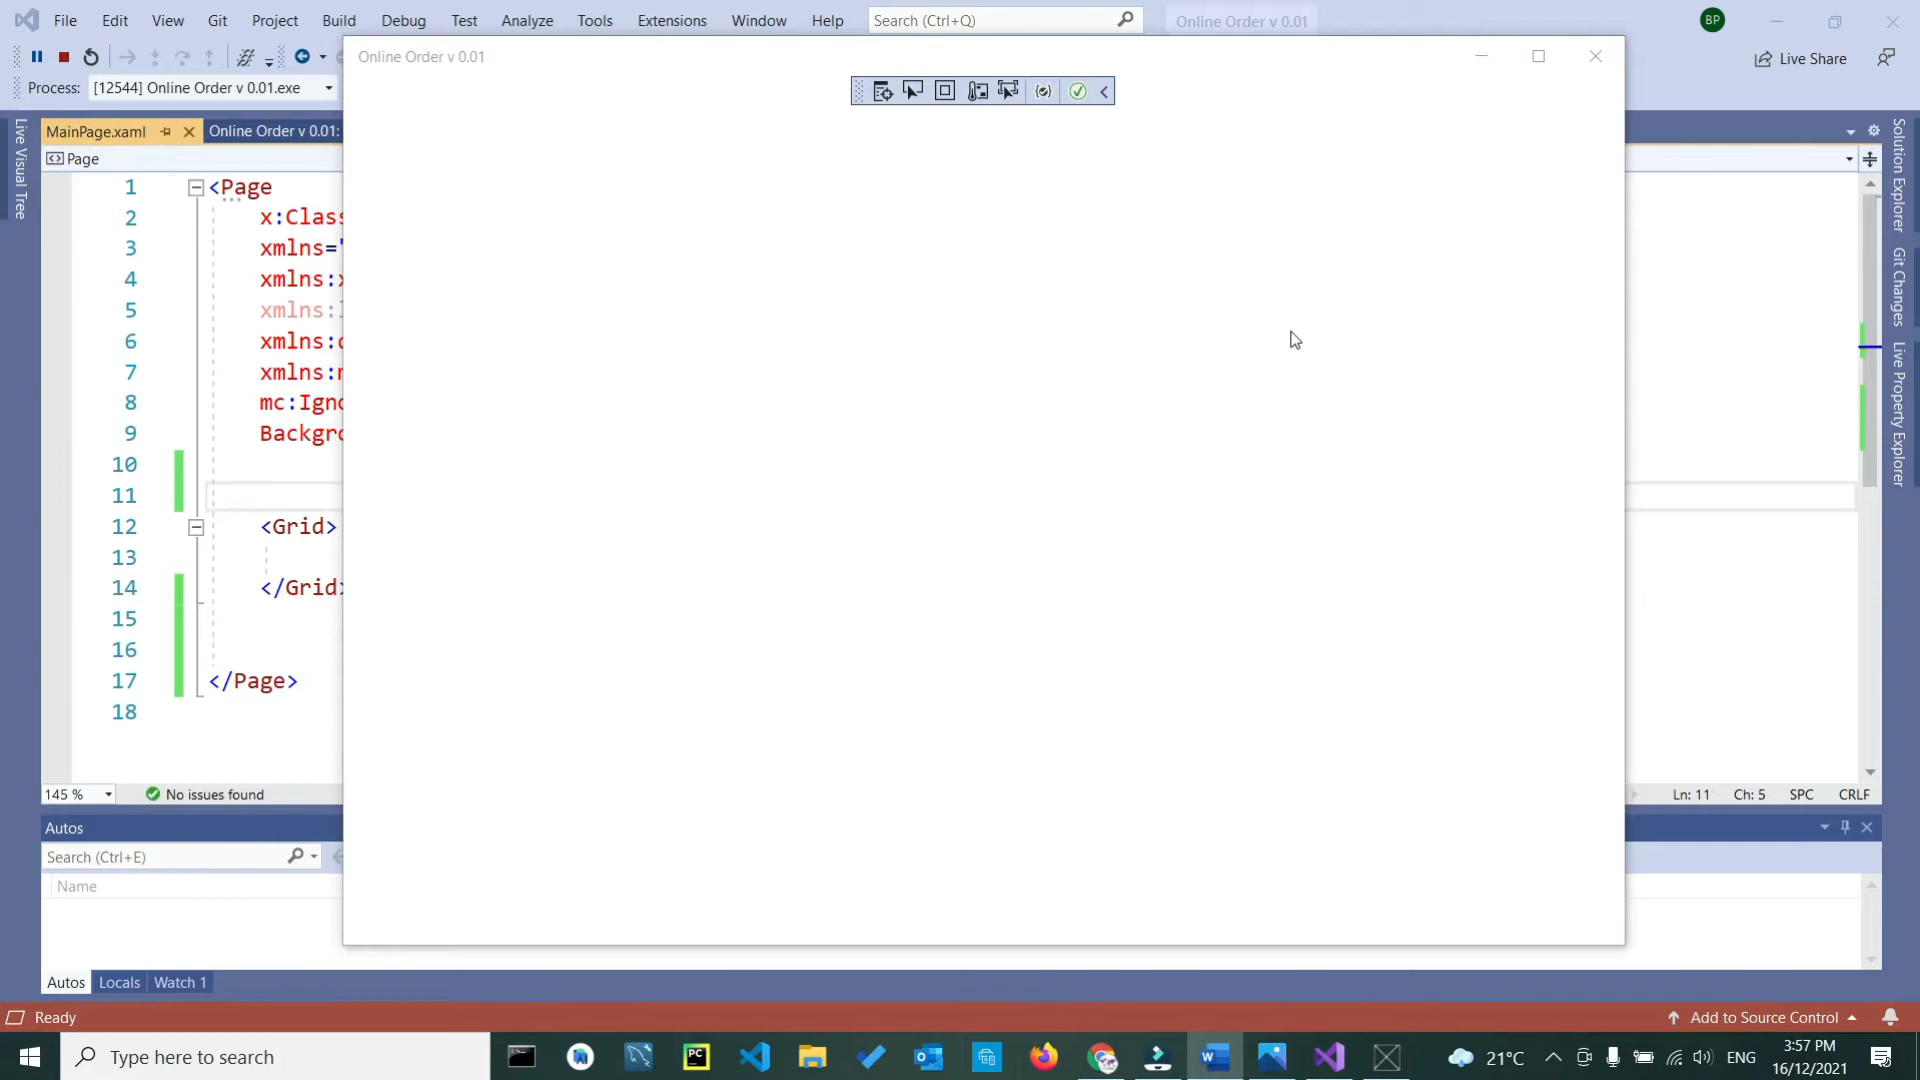 File Edit View Git Project Build Debug Test Analyze Tools Extensions Window Help Search (Ctrl+Q) Online Order v 0.01 BP
Live Share
Process: [12544] Online Order v 0.01.exe
Online Order v 0.01
MainPage.xaml Online Order v 0.01:
Page
Live Visual Tree
Solution Explorer
Git Changes
Live Property Explorer
1 <Page
2 x:Clas
3 xmlns=
4 xmlns:
5 xmlns:
6 xmlns:
7 xmlns:
8 mc:Ign
9 Backgr
10
11
12 <Grid>
13
14 </Grid
15
16
17 </Page>
18
145 % No issues found Ln: 11 Ch: 5 SPC CRLF
Autos
Search (Ctrl+E)
Name
Autos Locals Watch 1
Ready Add to Source Control
Type here to search PC 21°C ENG 3:57 PM
16/12/2021